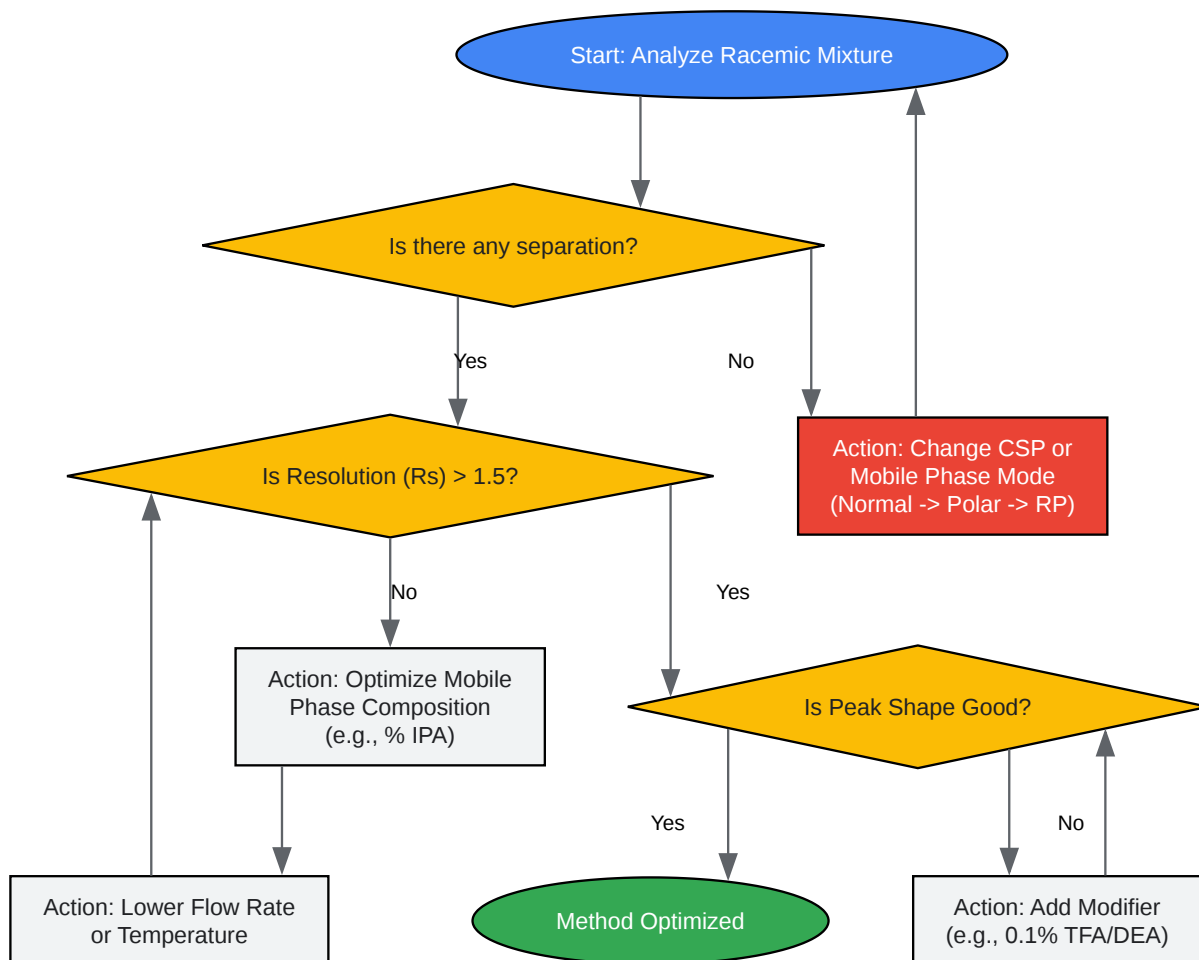 Start: Analyze Racemic Mixture
Is there any separation?
Yes
No
Is Resolution (Rs) > 1.5?
Action: Change CSP or
Mobile Phase Mode
(Normal -> Polar -> RP)
No
Yes
Action: Optimize Mobile
Phase Composition
(e.g., % IPA)
Is Peak Shape Good?
Yes
No
Action: Lower Flow Rate
or Temperature
Method Optimized
Action: Add Modifier
(e.g., 0.1% TFA/DEA)